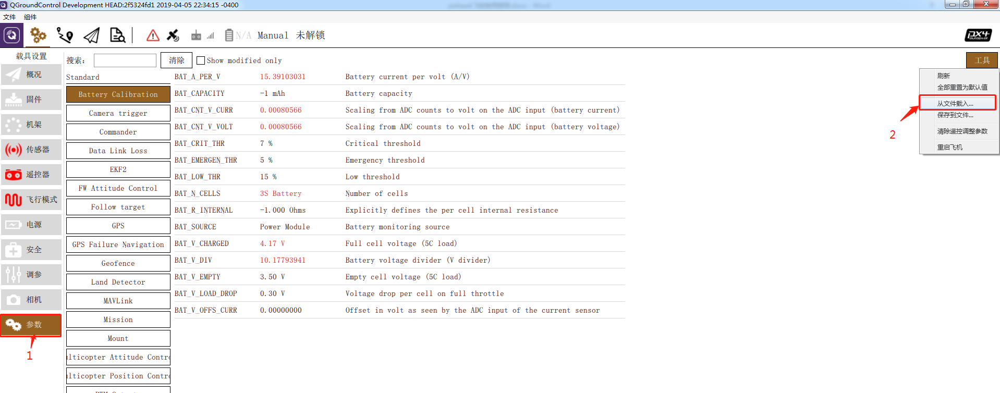 QGroundControl Development HEAD:2f5324fd1 2019-04-05 22:34:15 -0400
文件 组件
N/A Manual 未解锁
px4 autopilot
载具设置
概况
固件
机架
传感器
遥控器
飞行模式
电源
安全
调参
相机
参数
1
搜索: 清除 Show modified only
工具
Standard
Battery Calibration
Camera trigger
Commander
Data Link Loss
EKF2
FW Attitude Control
Follow target
GPS
GPS Failure Navigation
Geofence
Land Detector
MAVLink
Mission
Mount
lticopter Attitude Contr
lticopter Position Contr
BAT_A_PER_V 15.39103031 Battery current per volt (A/V)
BAT_CAPACITY -1 mAh Battery capacity
BAT_CNT_V_CURR 0.00080566 Scaling from ADC counts to volt on the ADC input (battery current)
BAT_CNT_V_VOLT 0.00080566 Scaling from ADC counts to volt on the ADC input (battery voltage)
BAT_CRIT_THR 7 % Critical threshold
BAT_EMERGEN_THR 5 % Emergency threshold
BAT_LOW_THR 15 % Low threshold
BAT_N_CELLS 3S Battery Number of cells
BAT_R_INTERNAL -1.000 Ohms Explicitly defines the per cell internal resistance
BAT_SOURCE Power Module Battery monitoring source
BAT_V_CHARGED 4.17 V Full cell voltage (5C load)
BAT_V_DIV 10.17793941 Battery voltage divider (V divider)
BAT_V_EMPTY 3.50 V Empty cell voltage (5C load)
BAT_V_LOAD_DROP 0.30 V Voltage drop per cell on full throttle
BAT_V_OFFS_CURR 0.00000000 Offset in volt as seen by the ADC input of the current sensor
刷新
全部重置为默认值
从文件载入...
保存到文件...
清除遥控调整参数
重启飞机
2